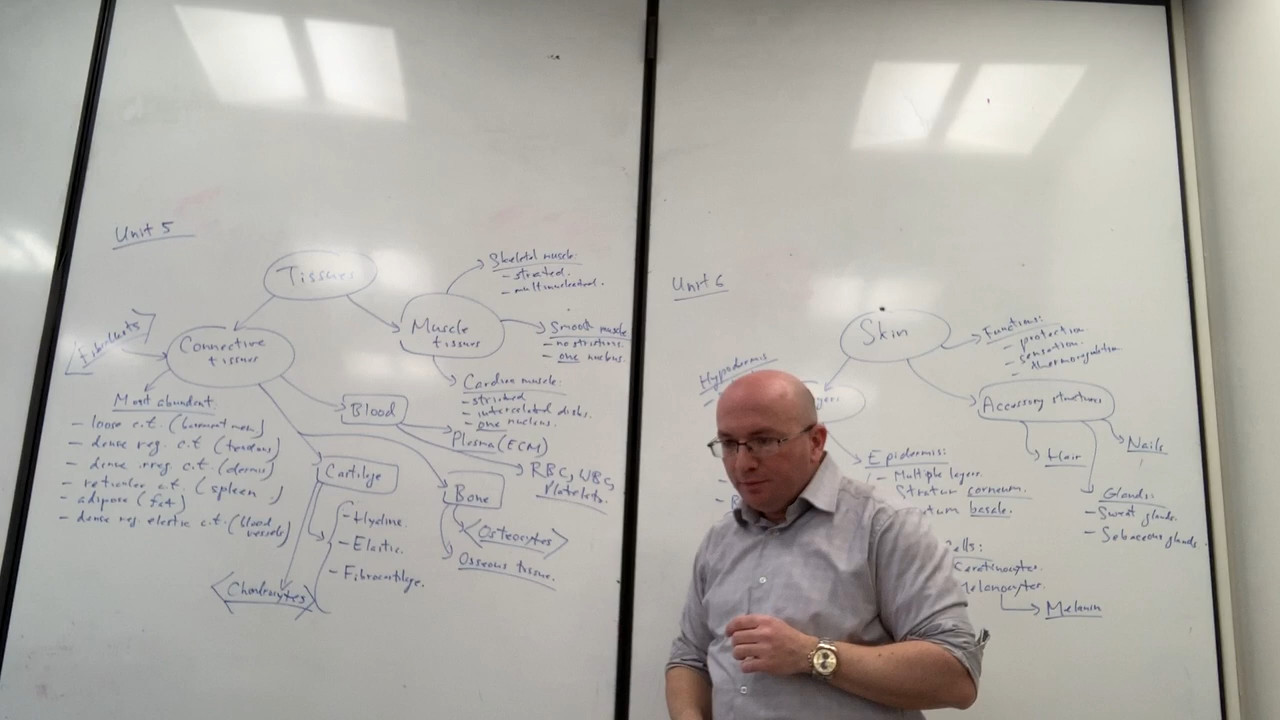 Unit 5
Tissues
Connective
tissues
Fibroblasts
Most abundent:
- loose c.t. (basement mem)
- dense reg. c.t. (tendons)
- dense irreg. c.t. (dermis)
- reticular c.t. (spleen..)
- adipose (fat)
- dense reg. elastic c.t. (blood
vessels)
Muscle
tissues
Skeletal muscle:
- striated.
- multinucleated.
Smooth muscle
- no striations.
- one nucleus.
Cardiac muscle:
- striated
- intercalated disks.
- one nucleus.
Blood
Plasma (ECM)
RBC, WBC,
Platelets.
Cartilage
- Hyaline.
- Elastic.
- Fibrocartilage.
Chondrocytes
Bone
Osteocytes
Osseous tissue.
Unit 6
Skin
Functions:
- protection.
- sensation.
- thermoregulation.
Hypodermis
Epidermis:
- Multiple layers.
Stratum corneum.
basale.
Keratinocytes.
Melanocytes.
Melanin
Accessory structures
Hair
Nails
Glands:
- Sweat glands.
- Sebaceous glands.